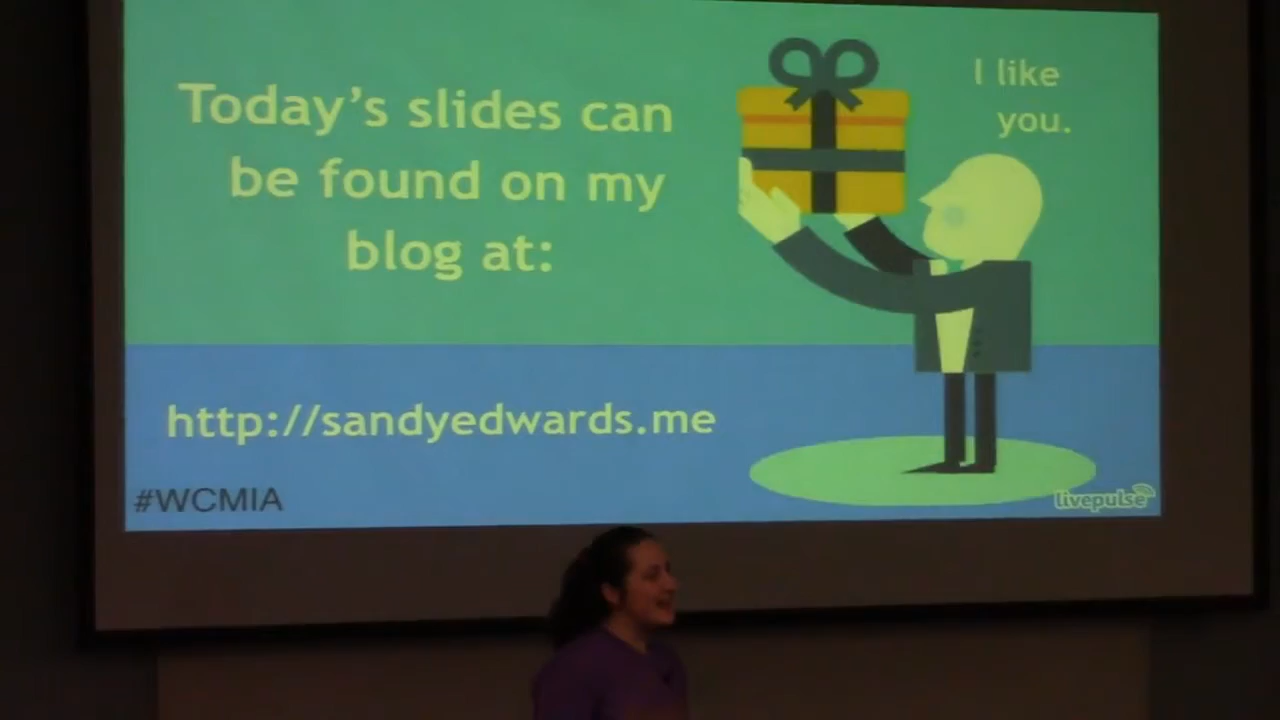 Today's slides can
be found on my
blog at:
I like
you.
http://sandyedwards.me
#WCMIA
livepulse